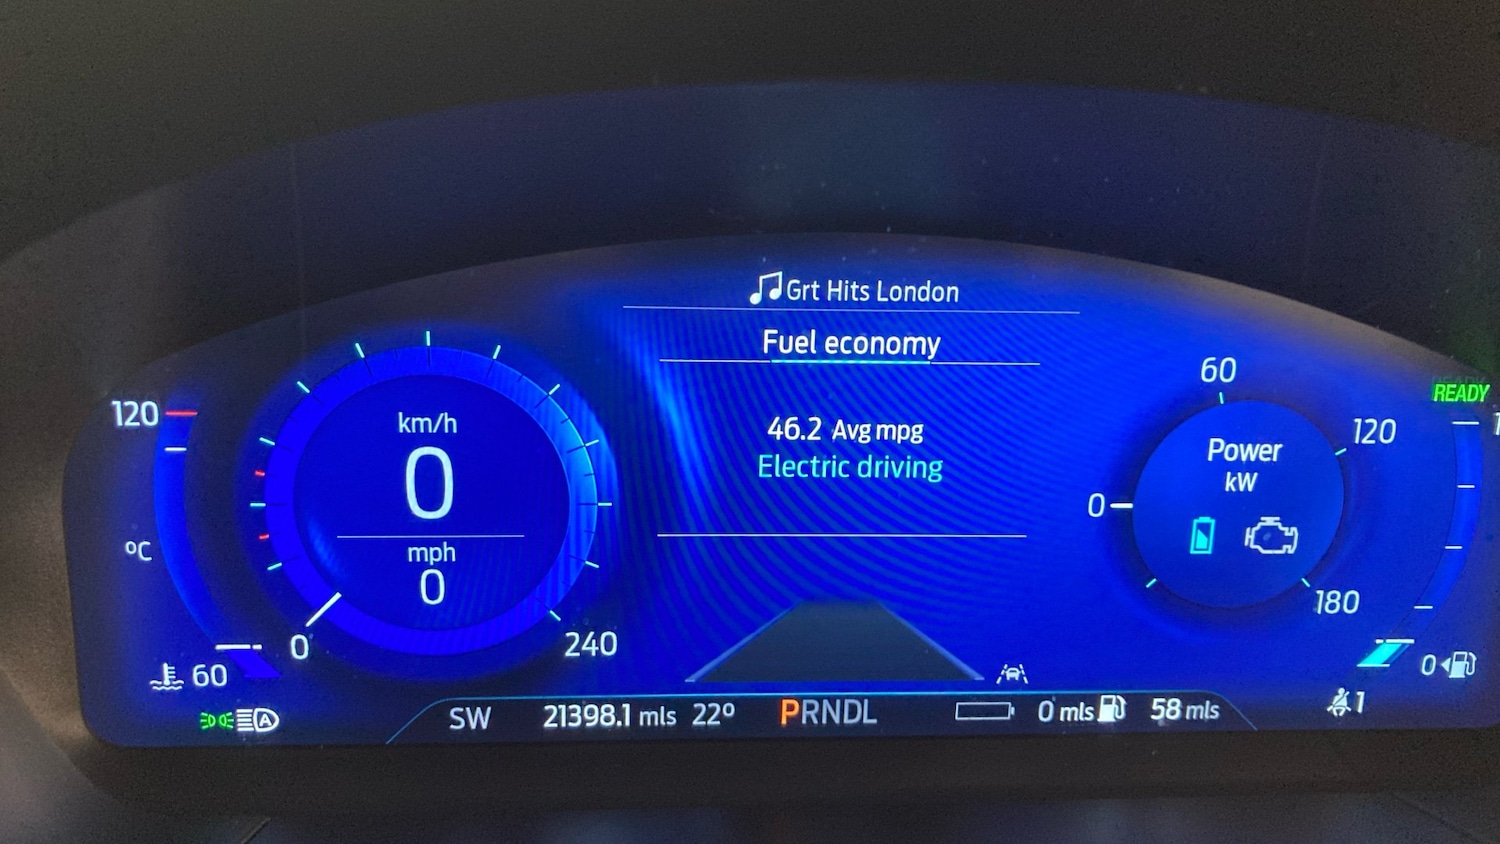 Grt Hits London
Fuel economy
46.2 Avg mpg
Electric driving
120
°C
60
km/h
0
mph
0
0
240
60
120
0
180
Power
kW
READY
1
0
A
SW 21398.1 mls 22° PRNDL 0 mls 58 mls
1